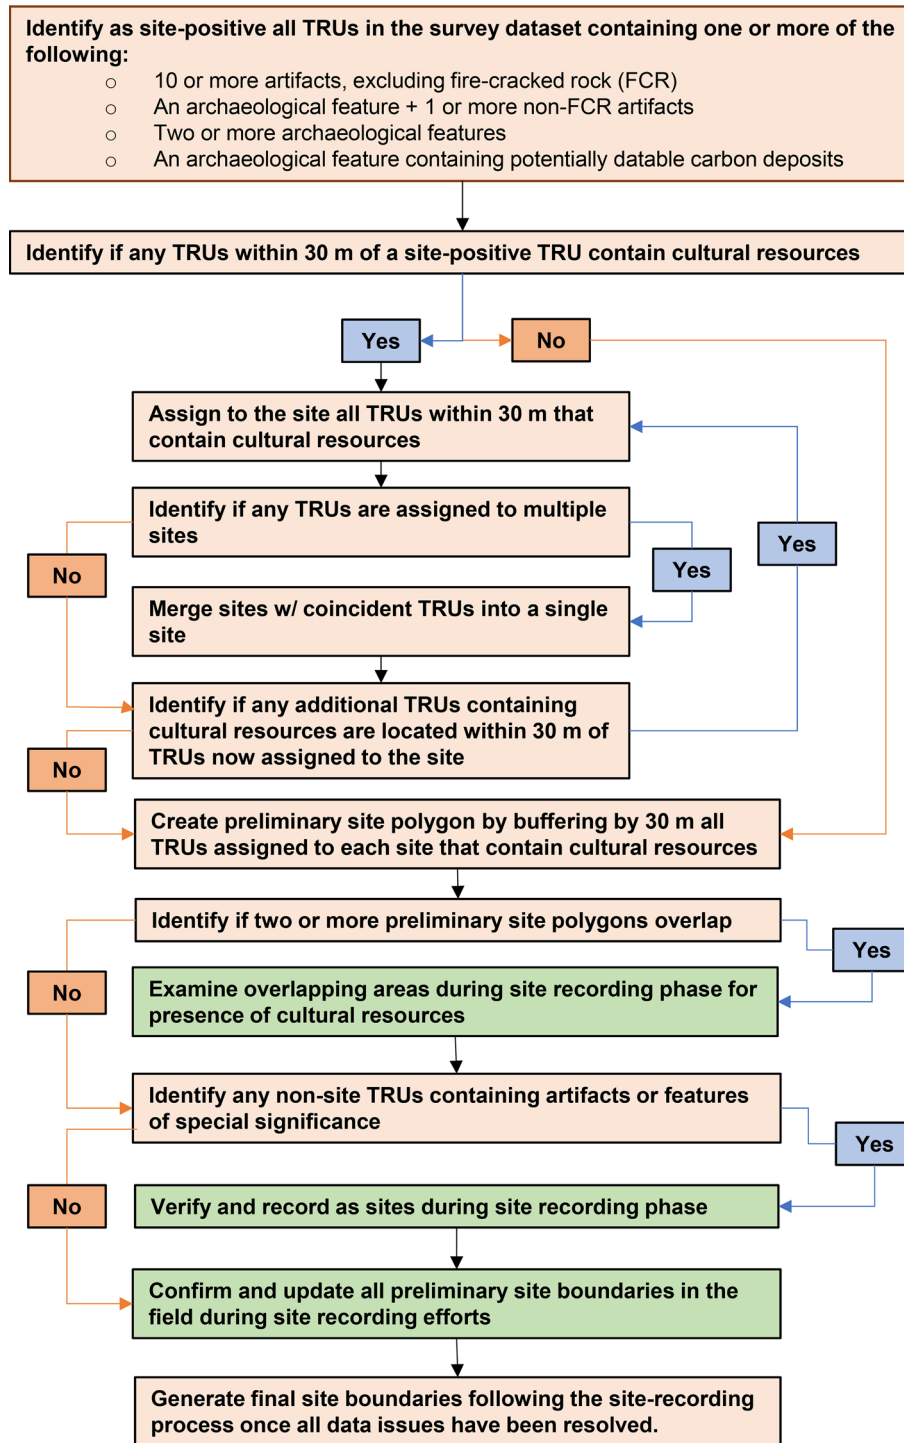 Identify as site-positive all TRUs in the survey dataset containing one or more of the
following:
o 10 or more artifacts, excluding fire-cracked rock (FCR)
o An archaeological feature + 1 or more non-FCR artifacts
o Two or more archaeological features
o An archaeological feature containing potentially datable carbon deposits
Identify if any TRUs within 30 m of a site-positive TRU contain cultural resources
Yes
No
Assign to the site all TRUs within 30 m that
contain cultural resources
Identify if any TRUs are assigned to multiple
sites
Yes
No
Yes
Merge sites w/ coincident TRUs into a single
site
Identify if any additional TRUs containing
cultural resources are located within 30 m of
TRUs now assigned to the site
No
Create preliminary site polygon by buffering by 30 m all
TRUs assigned to each site that contain cultural resources
Identify if two or more preliminary site polygons overlap
Yes
No
Examine overlapping areas during site recording phase for
presence of cultural resources
Identify any non-site TRUs containing artifacts or features
of special significance
Yes
No
Verify and record as sites during site recording phase
Confirm and update all preliminary site boundaries in the
field during site recording efforts
Generate final site boundaries following the site-recording
process once all data issues have been resolved.